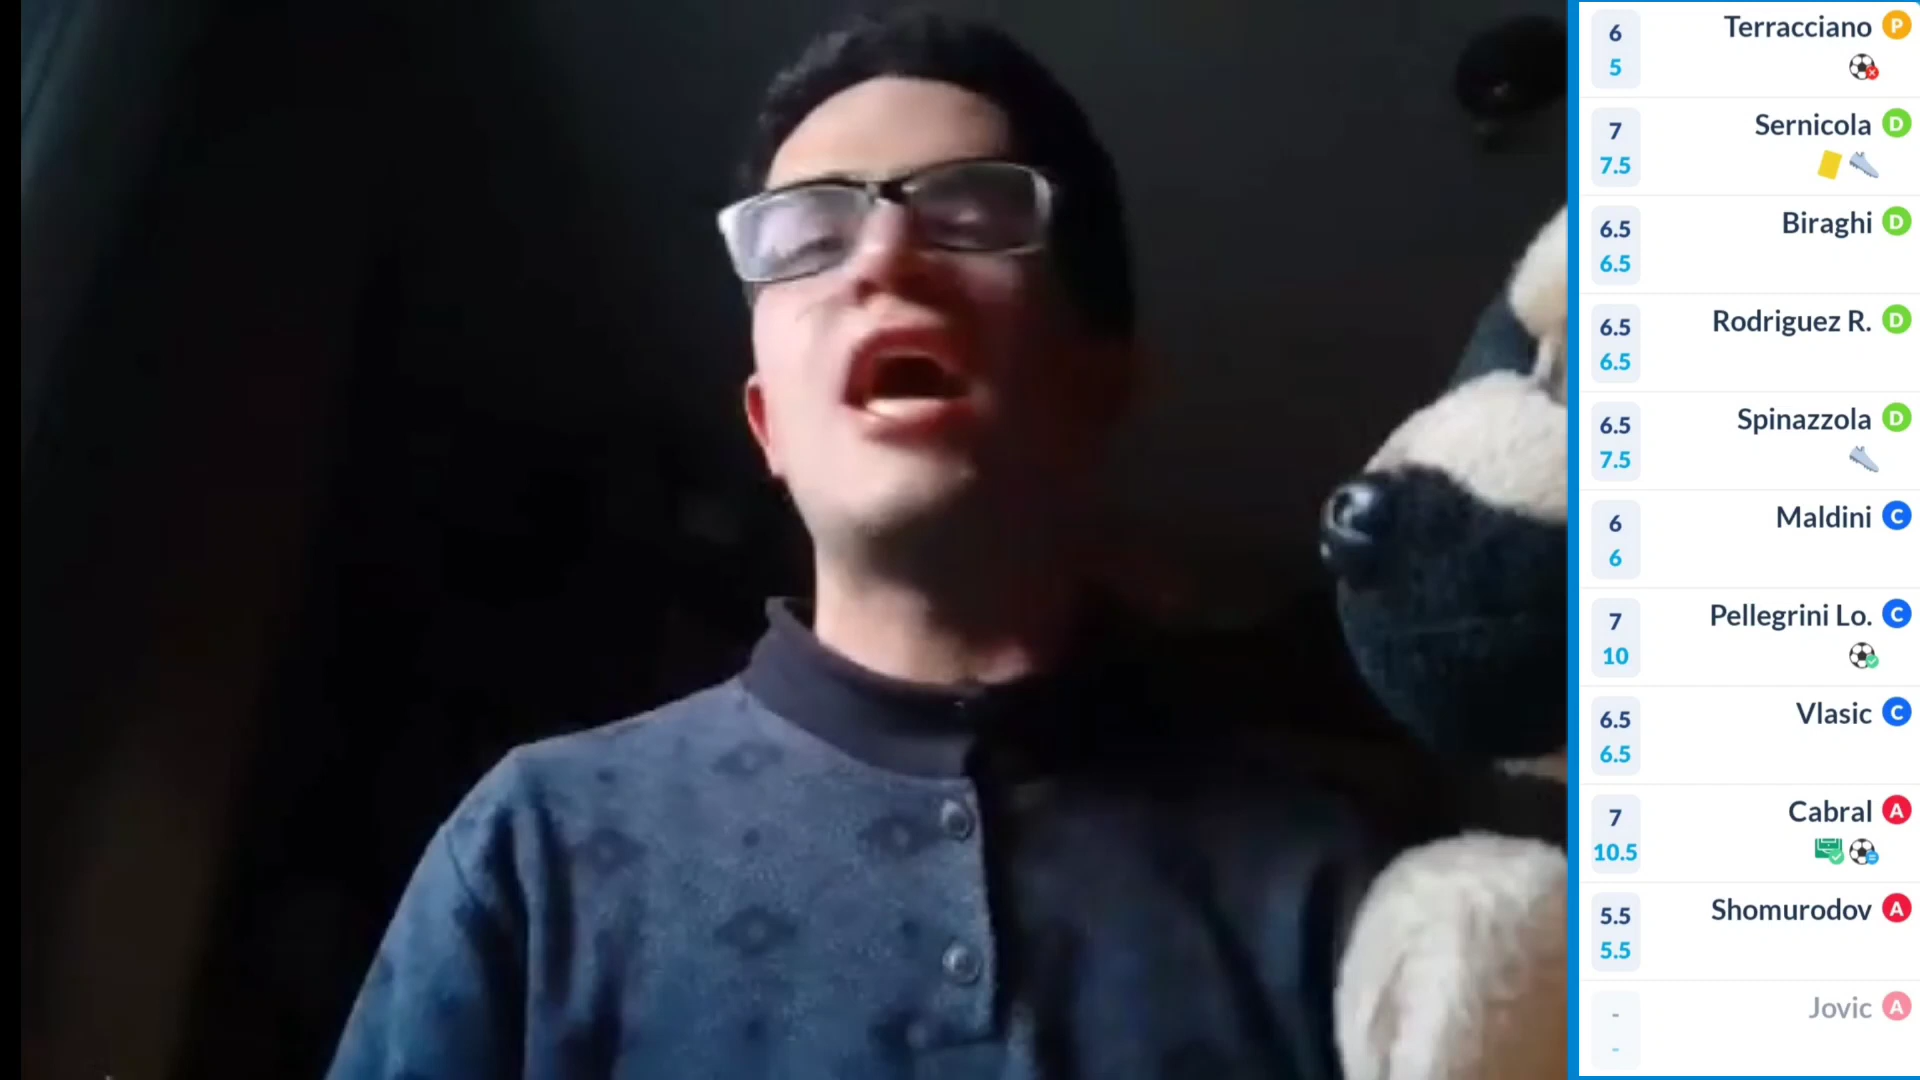 6 Terracciano P
5
7 Sernicola D
7.5
6.5 Biraghi D
6.5
6.5 Rodriguez R. D
6.5
6.5 Spinazzola D
7.5
6 Maldini C
6
7 Pellegrini Lo. C
10
6.5 Vlasic C
6.5
7 Cabral A
10.5
5.5 Shomurodov A
5.5
- Jovic A
-